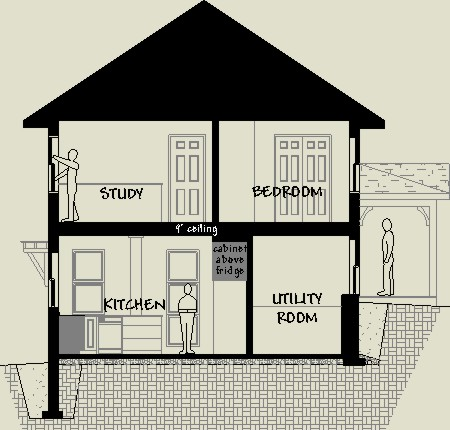 STUDY
BEDROOM
9' ceiling
cabinet
above
fridge
KITCHEN
UTILITY
ROOM